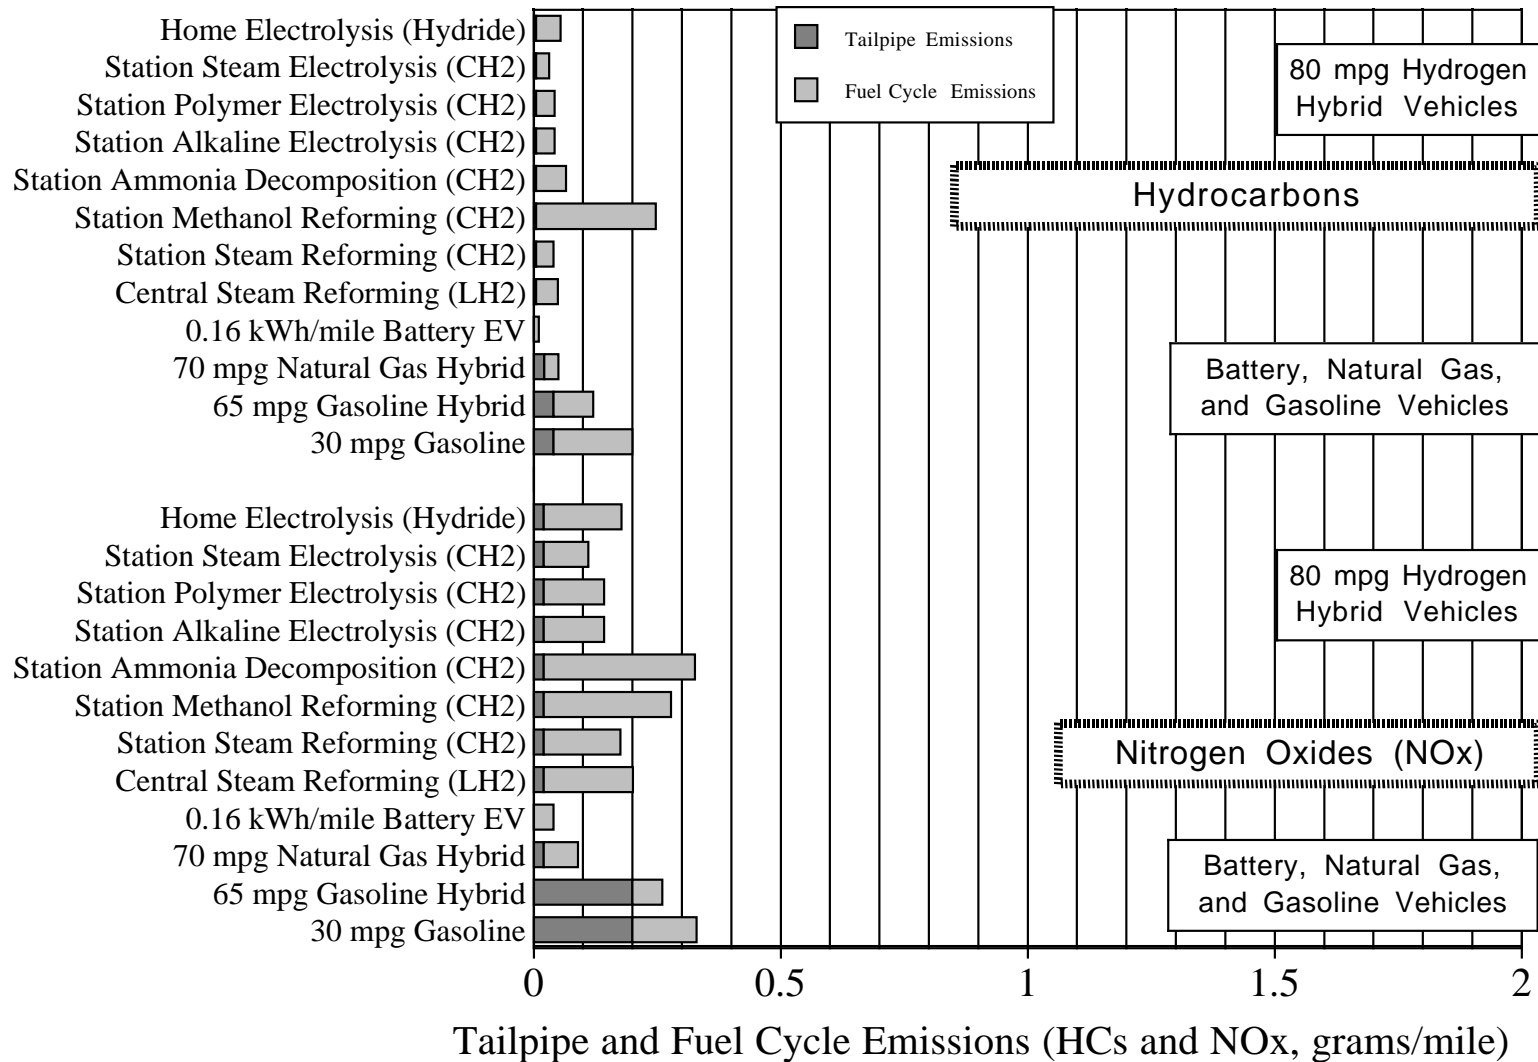 Home Electrolysis (Hydride)
Station Steam Electrolysis (CH2)
Station Polymer Electrolysis (CH2)
Station Alkaline Electrolysis (CH2)
Station Ammonia Decomposition (CH2)
Station Methanol Reforming (CH2)
Station Steam Reforming (CH2)
Central Steam Reforming (LH2)
0.16 kWh/mile Battery EV
70 mpg Natural Gas Hybrid
65 mpg Gasoline Hybrid
30 mpg Gasoline
Tailpipe Emissions
Fuel Cycle Emissions
80 mpg Hydrogen
Hybrid Vehicles
Hydrocarbons
Battery, Natural Gas,
and Gasoline Vehicles
Home Electrolysis (Hydride)
Station Steam Electrolysis (CH2)
Station Polymer Electrolysis (CH2)
Station Alkaline Electrolysis (CH2)
Station Ammonia Decomposition (CH2)
Station Methanol Reforming (CH2)
Station Steam Reforming (CH2)
Central Steam Reforming (LH2)
0.16 kWh/mile Battery EV
70 mpg Natural Gas Hybrid
65 mpg Gasoline Hybrid
30 mpg Gasoline
80 mpg Hydrogen
Hybrid Vehicles
Nitrogen Oxides (NOx)
Battery, Natural Gas,
and Gasoline Vehicles
0 0.5 1 1.5 2
Tailpipe and Fuel Cycle Emissions (HCs and NOx, grams/mile)